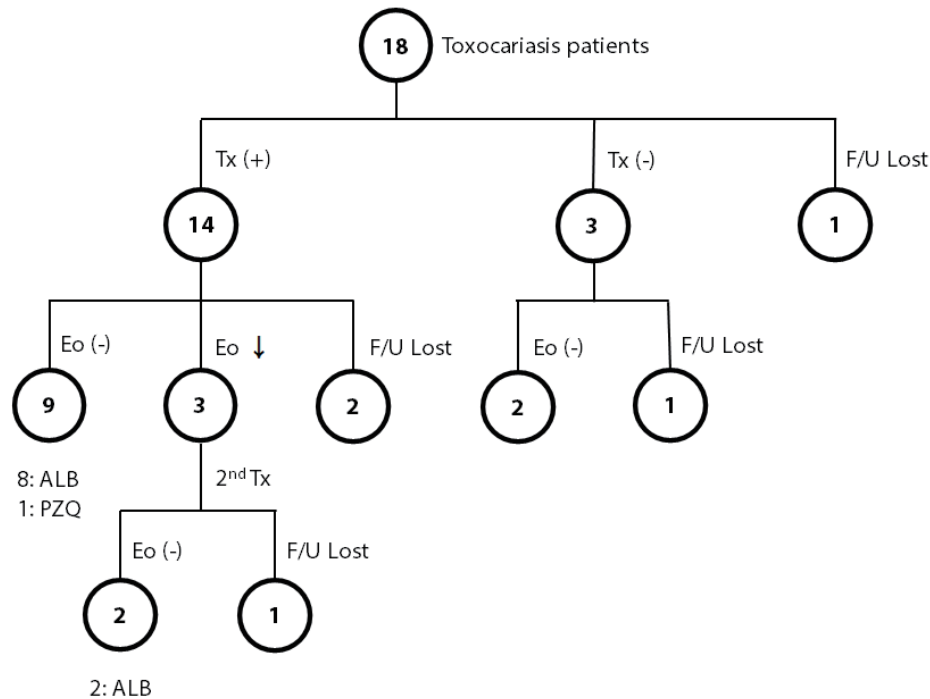 18 Toxocariasis patients
Tx (+)
Tx (-)
F/U Lost
14
3
1
Eo (-)
Eo ↓
F/U Lost
Eo (-)
F/U Lost
9
3
2
2
1
8: ALB
1: PZQ
2nd Tx
Eo (-)
F/U Lost
2
1
2: ALB